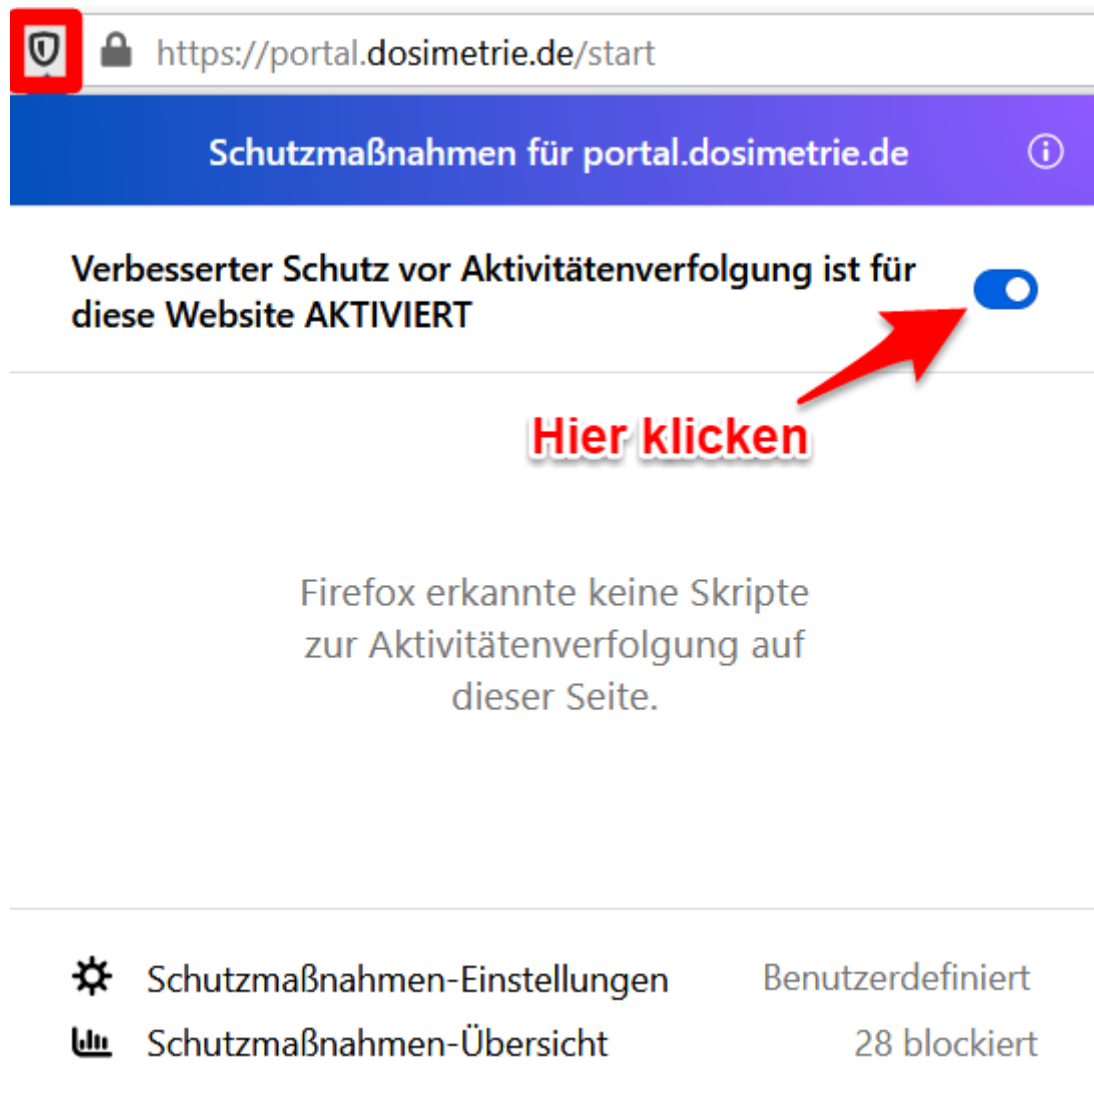 https://portal.dosimetrie.de/start
Schutzmaßnahmen für portal.dosimetrie.de
Verbesserter Schutz vor Aktivitätenverfolgung ist für
diese Website AKTIVIERT
Hier klicken
Firefox erkannte keine Skripte
zur Aktivitätenverfolgung auf
dieser Seite.
Schutzmaßnahmen-Einstellungen Benutzerdefiniert
Schutzmaßnahmen-Übersicht 28 blockiert